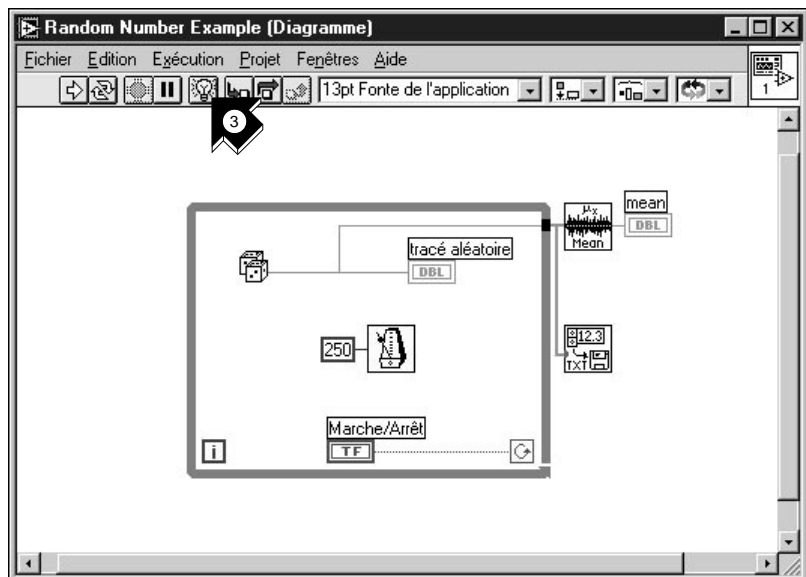 Random Number Example (Diagramme)
Fichier Edition Exécution Projet Fenêtres Aide
13pt Fonte de l'application
1
3
μx
Mean
mean
DBL
tracé aléatoire
DBL
250
12.3
TXT
Marche/Arrêt
TF
i